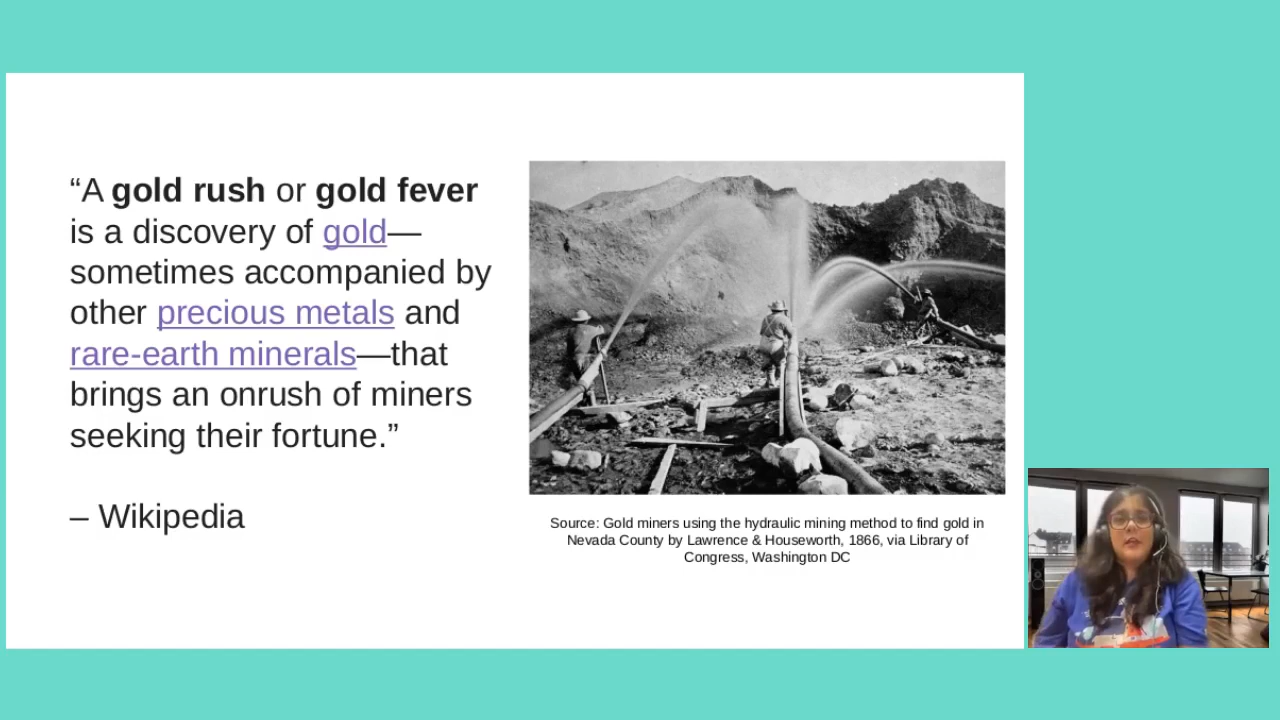 “A gold rush or gold fever
is a discovery of gold—
sometimes accompanied by
other precious metals and
rare-earth minerals—that
brings an onrush of miners
seeking their fortune.”
– Wikipedia
Source: Gold miners using the hydraulic mining method to find gold in
Nevada County by Lawrence & Houseworth, 1866, via Library of
Congress, Washington DC